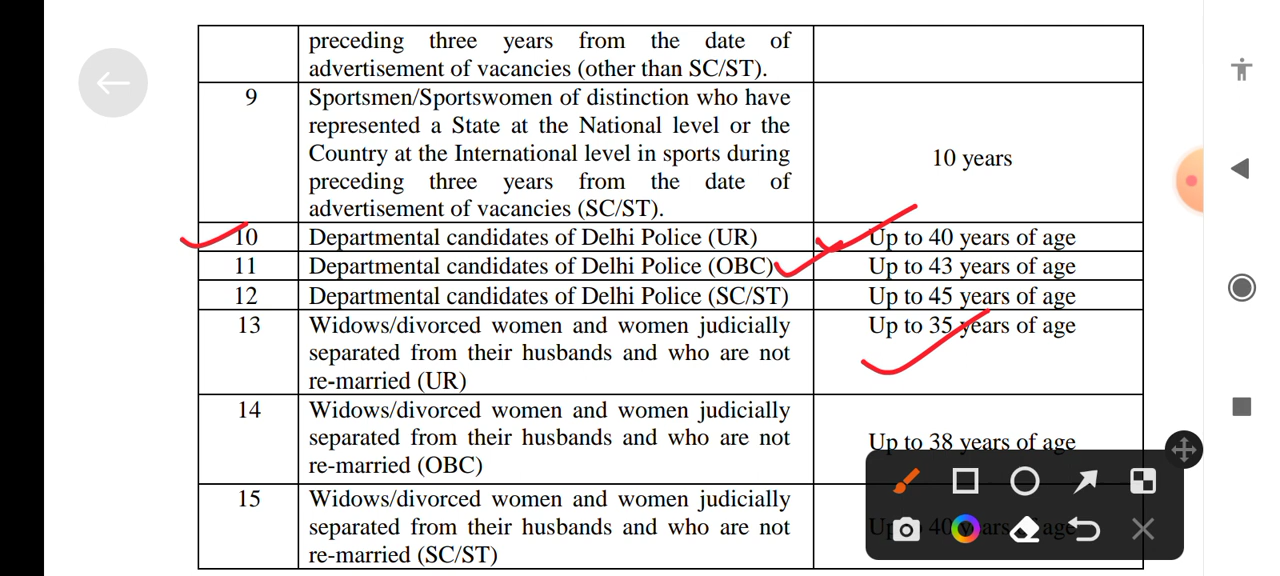 preceding three years from the date of
advertisement of vacancies (other than SC/ST).
9
Sportsmen/Sportswomen of distinction who have
represented a State at the National level or the
Country at the International level in sports during
preceding three years from the date of
advertisement of vacancies (SC/ST).
10 years
10 Departmental candidates of Delhi Police (UR) Up to 40 years of age
11 Departmental candidates of Delhi Police (OBC) Up to 43 years of age
12 Departmental candidates of Delhi Police (SC/ST) Up to 45 years of age
13 Widows/divorced women and women judicially
separated from their husbands and who are not
re-married (UR)
Up to 35 years of age
14 Widows/divorced women and women judicially
separated from their husbands and who are not
re-married (OBC)
Up to 38 years of age
15 Widows/divorced women and women judicially
separated from their husbands and who are not
re-married (SC/ST)
40 age